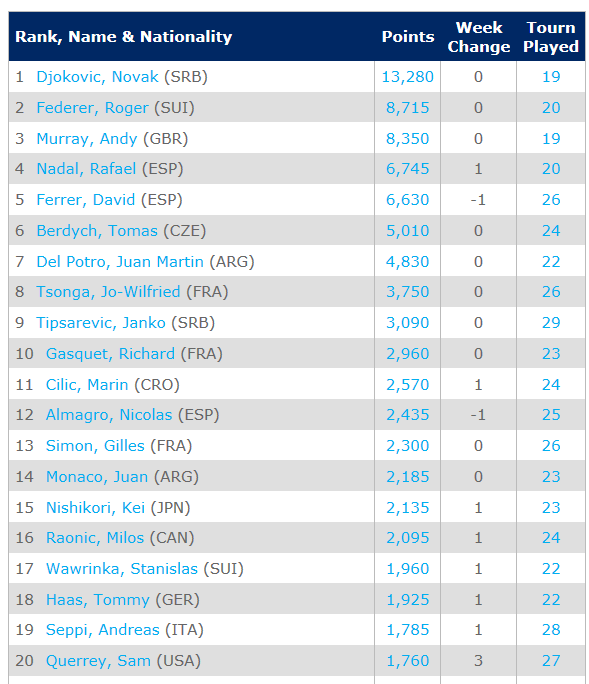 Rank, Name & Nationality Points Week Change Tourn Played
1 Djokovic, Novak (SRB) 13,280 0 19
2 Federer, Roger (SUI) 8,715 0 20
3 Murray, Andy (GBR) 8,350 0 19
4 Nadal, Rafael (ESP) 6,745 1 20
5 Ferrer, David (ESP) 6,630 -1 26
6 Berdych, Tomas (CZE) 5,010 0 24
7 Del Potro, Juan Martin (ARG) 4,830 0 22
8 Tsonga, Jo-Wilfried (FRA) 3,750 0 26
9 Tipsarevic, Janko (SRB) 3,090 0 29
10 Gasquet, Richard (FRA) 2,960 0 23
11 Cilic, Marin (CRO) 2,570 1 24
12 Almagro, Nicolas (ESP) 2,435 -1 25
13 Simon, Gilles (FRA) 2,300 0 26
14 Monaco, Juan (ARG) 2,185 0 23
15 Nishikori, Kei (JPN) 2,135 1 23
16 Raonic, Milos (CAN) 2,095 1 24
17 Wawrinka, Stanislas (SUI) 1,960 1 22
18 Haas, Tommy (GER) 1,925 1 22
19 Seppi, Andreas (ITA) 1,785 1 28
20 Querrey, Sam (USA) 1,760 3 27